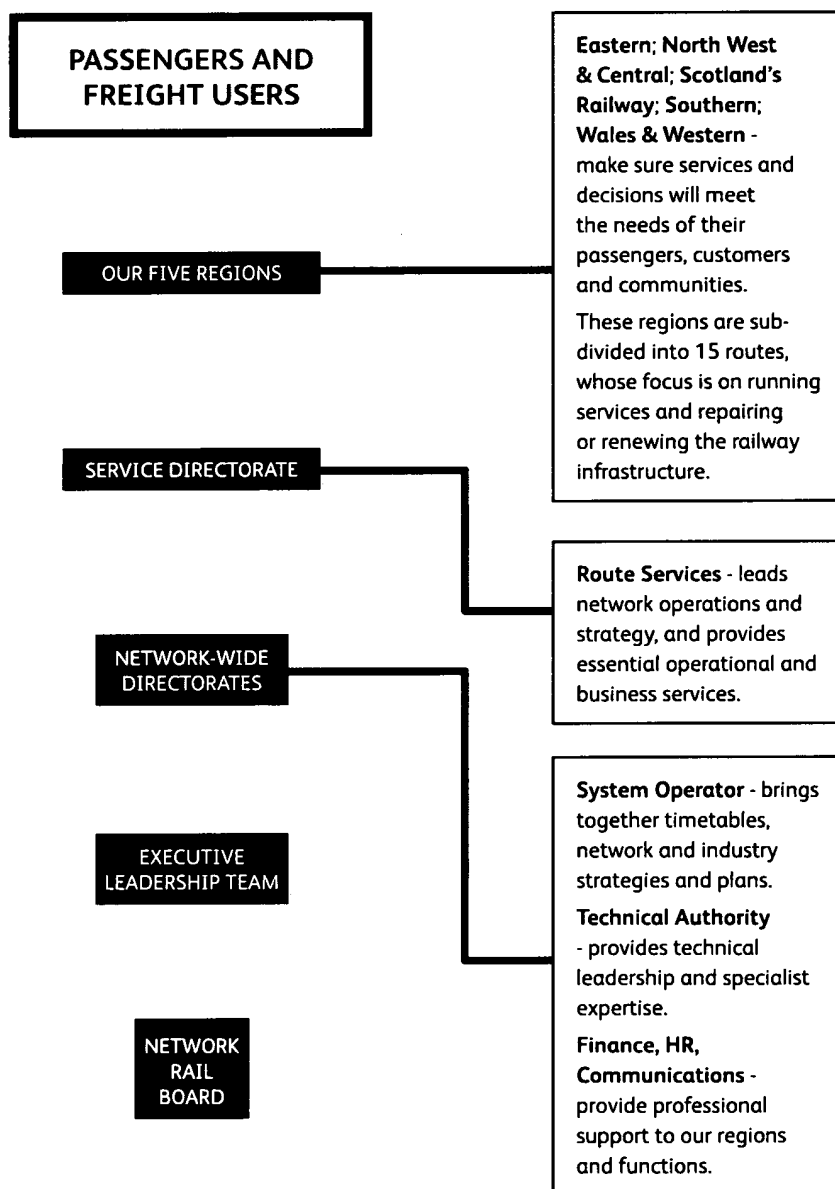 PASSENGERS AND
FREIGHT USERS
OUR FIVE REGIONS
Eastern; North West
& Central; Scotland's
Railway; Southern;
Wales & Western -
make sure services and
decisions will meet
the needs of their
passengers, customers
and communities.
These regions are sub-
divided into 15 routes,
whose focus is on running
services and repairing
or renewing the railway
infrastructure.
SERVICE DIRECTORATE
Route Services - leads
network operations and
strategy, and provides
essential operational and
business services.
NETWORK-WIDE
DIRECTORATES
System Operator - brings
together timetables,
network and industry
strategies and plans.
Technical Authority
- provides technical
leadership and specialist
expertise.
Finance, HR,
Communications -
provide professional
support to our regions
and functions.
EXECUTIVE
LEADERSHIP TEAM
NETWORK
RAIL
BOARD